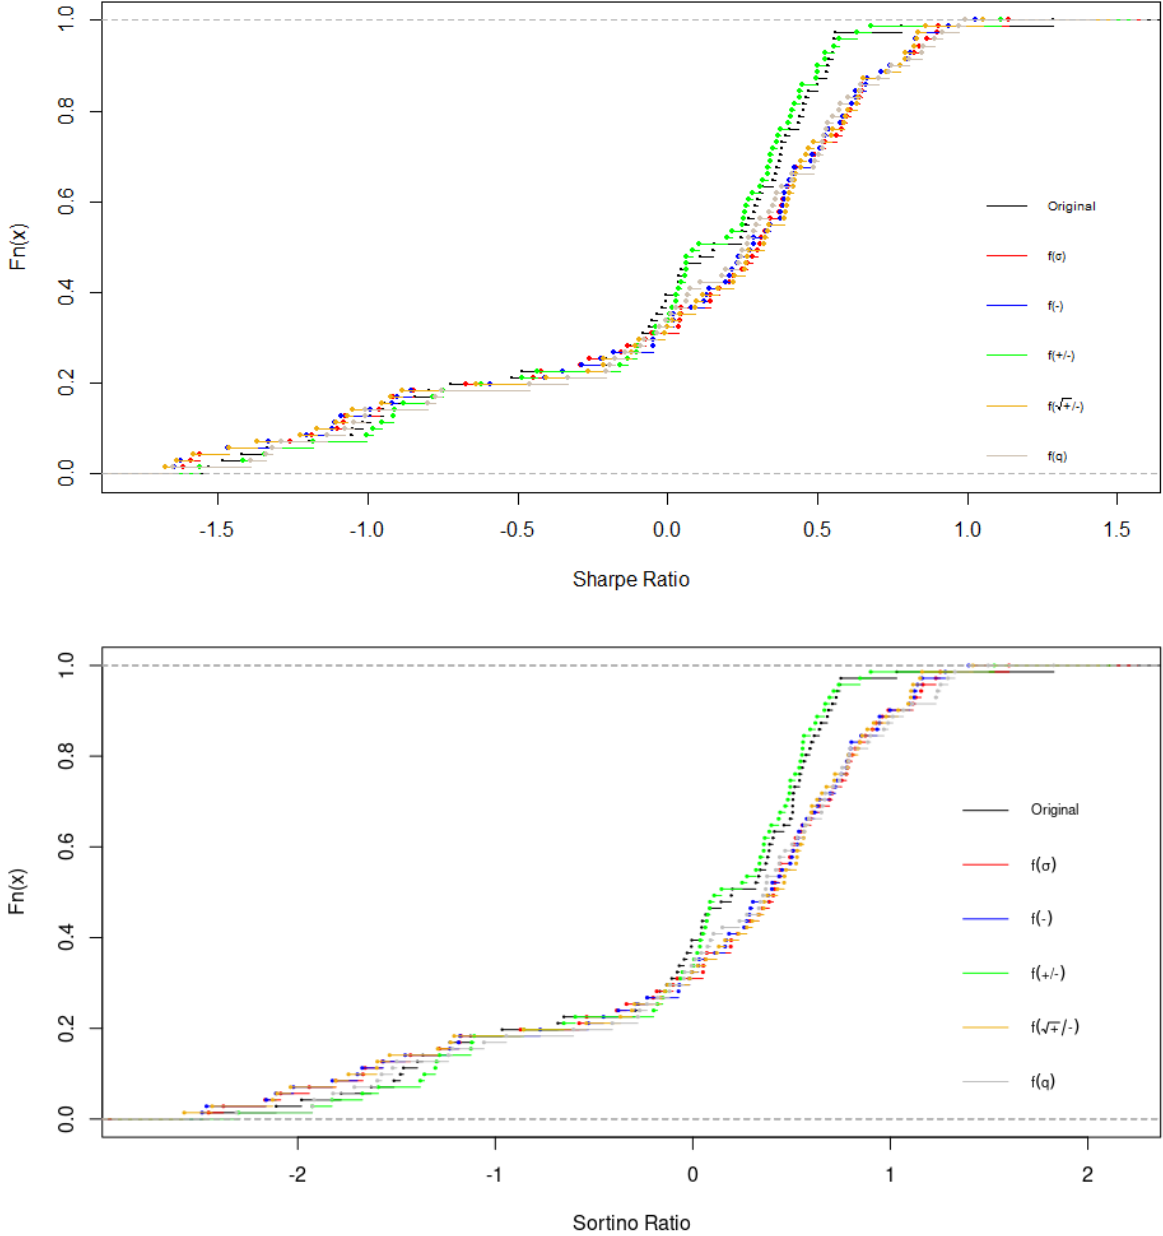 1.0
0.8
0.6
0.4
0.2
0.0
Fn(x)
Original
f(σ)
f(-)
f(+/-)
f(√+/-)
f(q)
-1.5 -1.0 -0.5 0.0 0.5 1.0 1.5
Sharpe Ratio
1.0
0.8
0.6
0.4
0.2
0.0
Fn(x)
Original
f(σ)
f(-)
f(+/-)
f(√+/-)
f(q)
-2 -1 0 1 2
Sortino Ratio